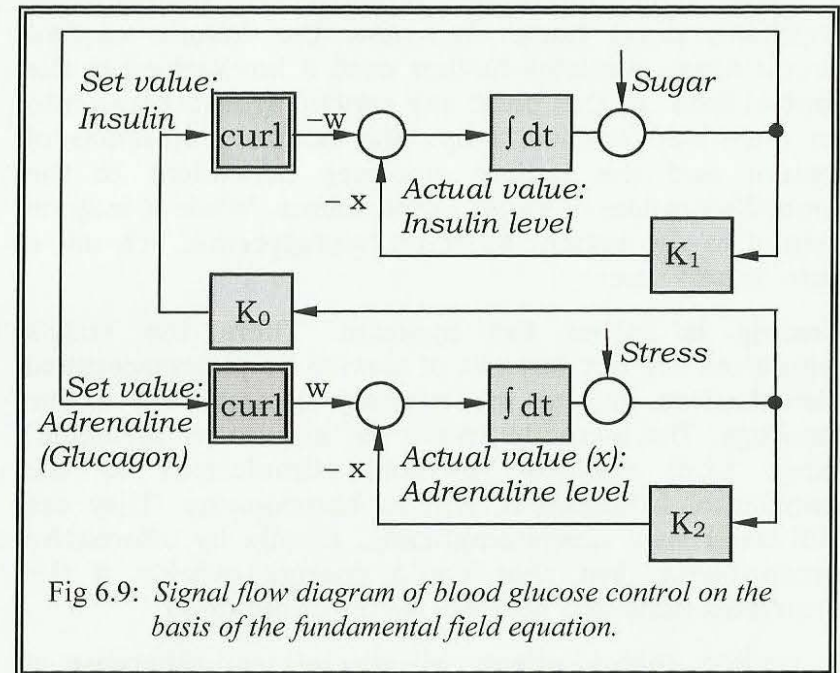 Set value:
Insulin
curl
–w
∫ dt
Sugar
– x
Actual value:
Insulin level
K₁
K₀
Set value:
Adrenaline
(Glucagon)
curl
w
∫ dt
Stress
– x
Actual value (x):
Adrenaline level
K₂
Fig 6.9: Signal flow diagram of blood glucose control on the
basis of the fundamental field equation.